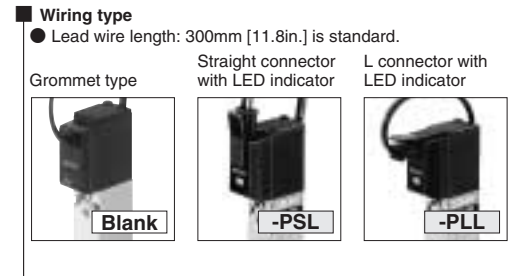 ■ Wiring type
● Lead wire length: 300mm [11.8in.] is standard.
Grommet type
Straight connector
with LED indicator
L connector with
LED indicator
Blank
-PSL
-PLL